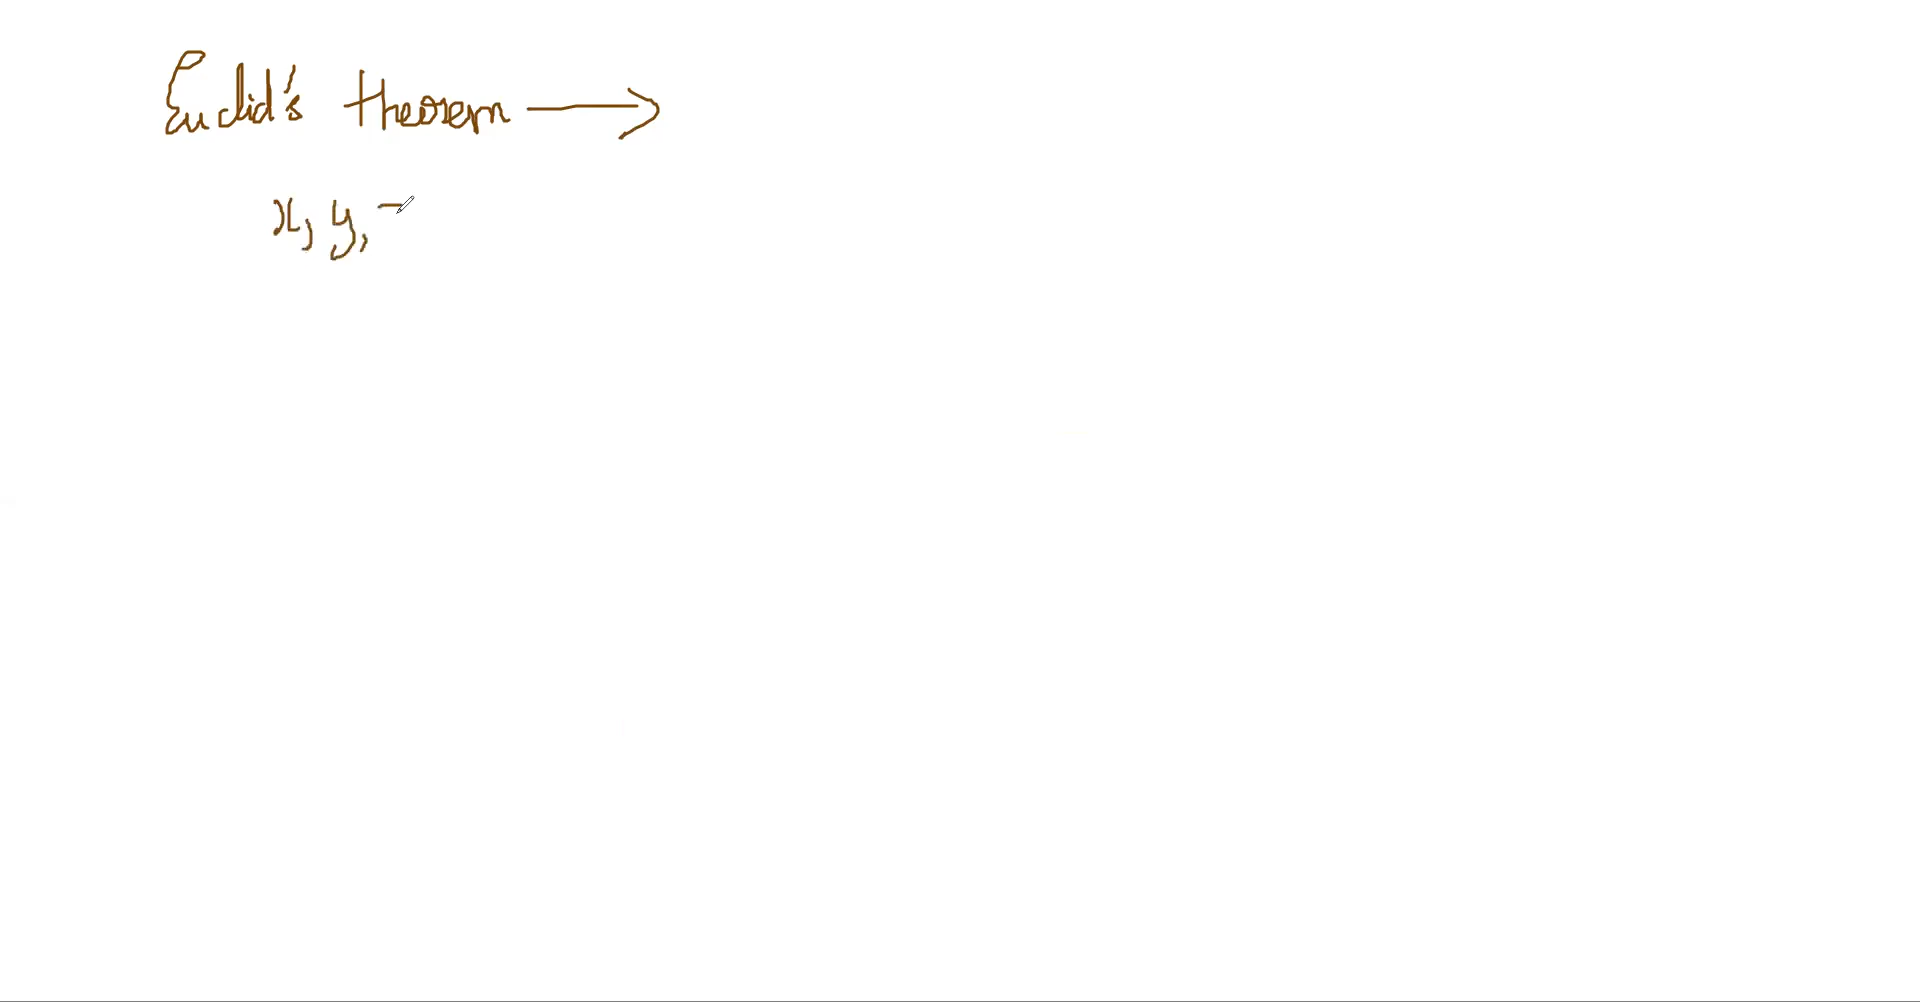 Euclid's theorem ⟶
x, y,